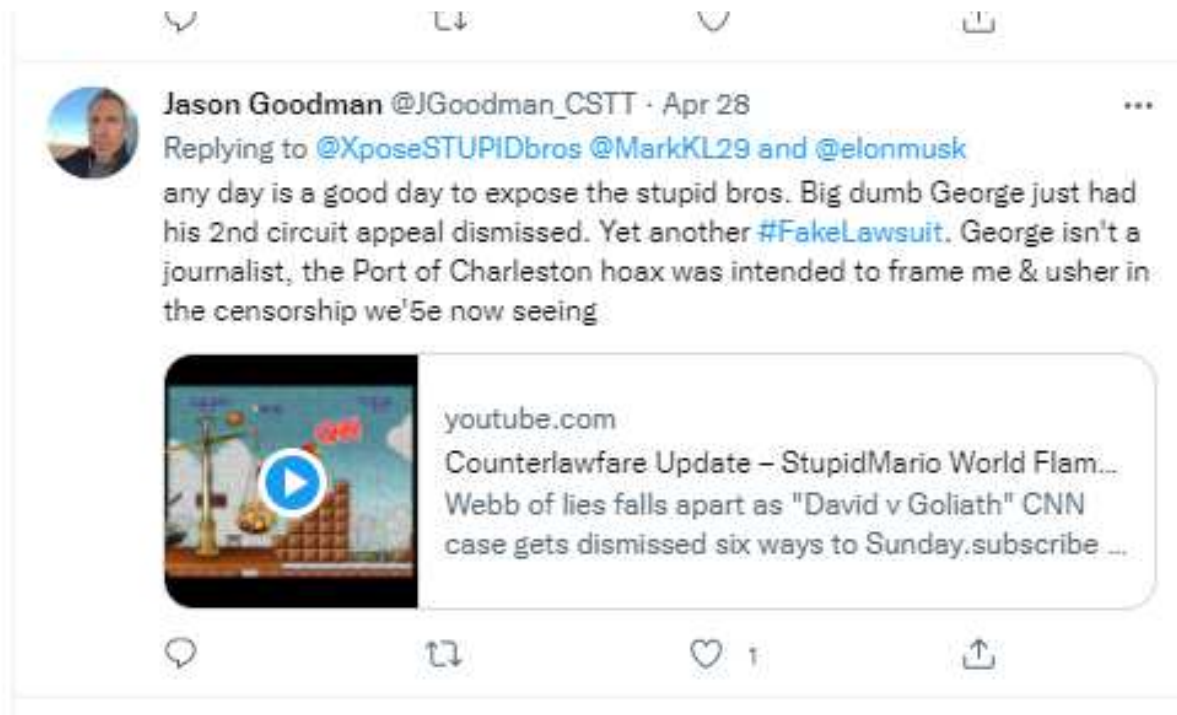 Jason Goodman @JGoodman_CSTT · Apr 28
Replying to @XposeSTUPIDbros @MarkKL29 and @elonmusk
any day is a good day to expose the stupid bros. Big dumb George just had
his 2nd circuit appeal dismissed. Yet another #FakeLawsuit. George isn't a
journalist, the Port of Charleston hoax was intended to frame me & usher in
the censorship we'5e now seeing
CNN
youtube.com
Counterlawfare Update – StupidMario World Flam...
Webb of lies falls apart as "David v Goliath" CNN
case gets dismissed six ways to Sunday.subscribe ...
1